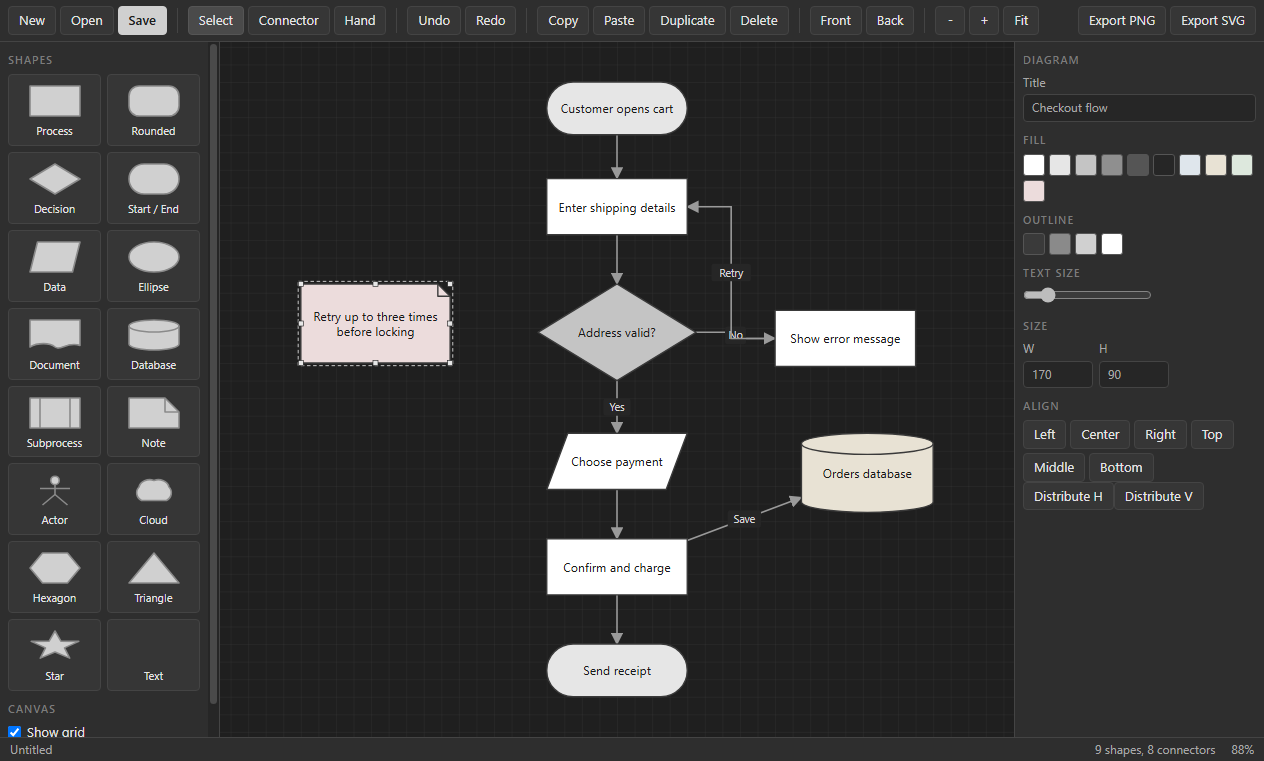 New Open Save Select Connector Hand Undo Redo Copy Paste Duplicate Delete Front Back - + Fit Export PNG Export SVG
SHAPES
Process Rounded
Decision Start / End
Data Ellipse
Document Database
Subprocess Note
Actor Cloud
Hexagon Triangle
Star Text
CANVAS
Show grid
Customer opens cart
Enter shipping details
Retry
Retry up to three times
before locking
Address valid?
No
Show error message
Yes
Choose payment
Orders database
Save
Confirm and charge
Send receipt
DIAGRAM
Title
Checkout flow
FILL
OUTLINE
TEXT SIZE
SIZE
W H
170 90
ALIGN
Left Center Right Top
Middle Bottom
Distribute H Distribute V
Untitled
9 shapes, 8 connectors 88%